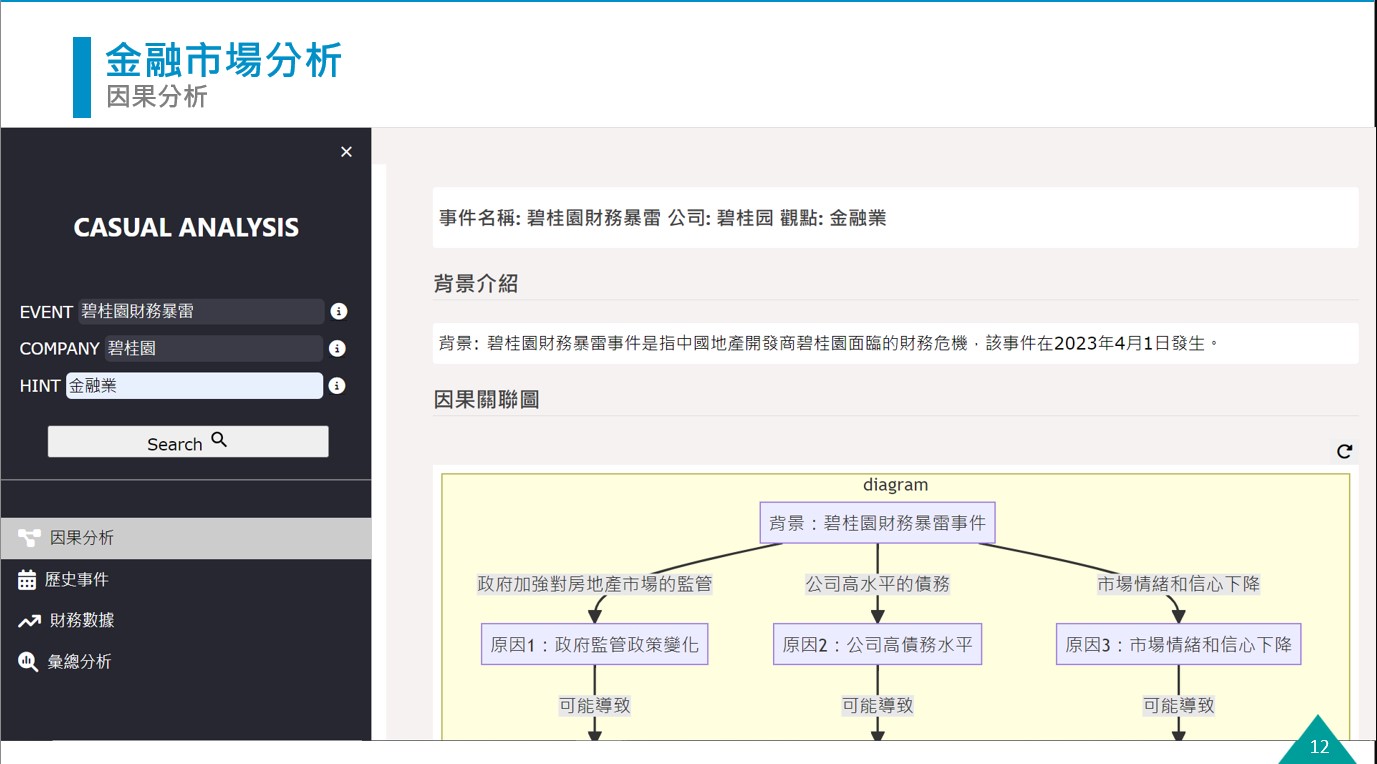 金融市場分析
因果分析
×
CASUAL ANALYSIS
EVENT 碧桂園財務暴雷
COMPANY 碧桂園
HINT 金融業
Search
因果分析
歷史事件
財務數據
彙總分析
事件名稱: 碧桂園財務暴雷 公司: 碧桂园 觀點: 金融業
背景介紹
背景: 碧桂園財務暴雷事件是指中國地產開發商碧桂園面臨的財務危機，該事件在2023年4月1日發生。
因果關聯圖
diagram
背景：碧桂園財務暴雷事件
政府加強對房地產市場的監管 公司高水平的債務 市場情緒和信心下降
原因1：政府監管政策變化 原因2：公司高債務水平 原因3：市場情緒和信心下降
可能導致 可能導致 可能導致
12